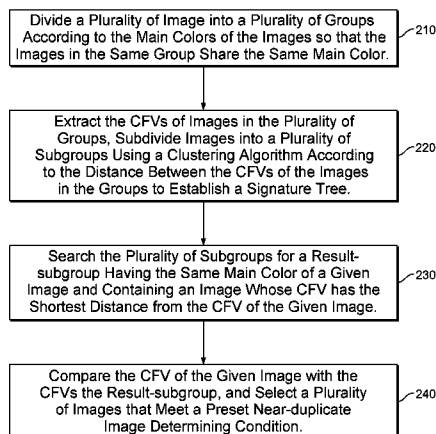 Divide a Plurality of Image into a Plurality of Groups
According to the Main Colors of the Images so that the
Images in the Same Group Share the Same Main Color.
210
Extract the CFVs of Images in the Plurality of
Groups, Subdivide Images into a Plurality of
Subgroups Using a Clustering Algorithm According
to the Distance Between the CFVs of the Images
in the Groups to Establish a Signature Tree.
220
Search the Plurality of Subgroups for a Result-
subgroup Having the Same Main Color of a Given
Image and Containing an Image Whose CFV has the
Shortest Distance from the CFV of the Given Image.
230
Compare the CFV of the Given Image with the
CFVs the Result-subgroup, and Select a Plurality
of Images that Meet a Preset Near-duplicate
Image Determining Condition.
240